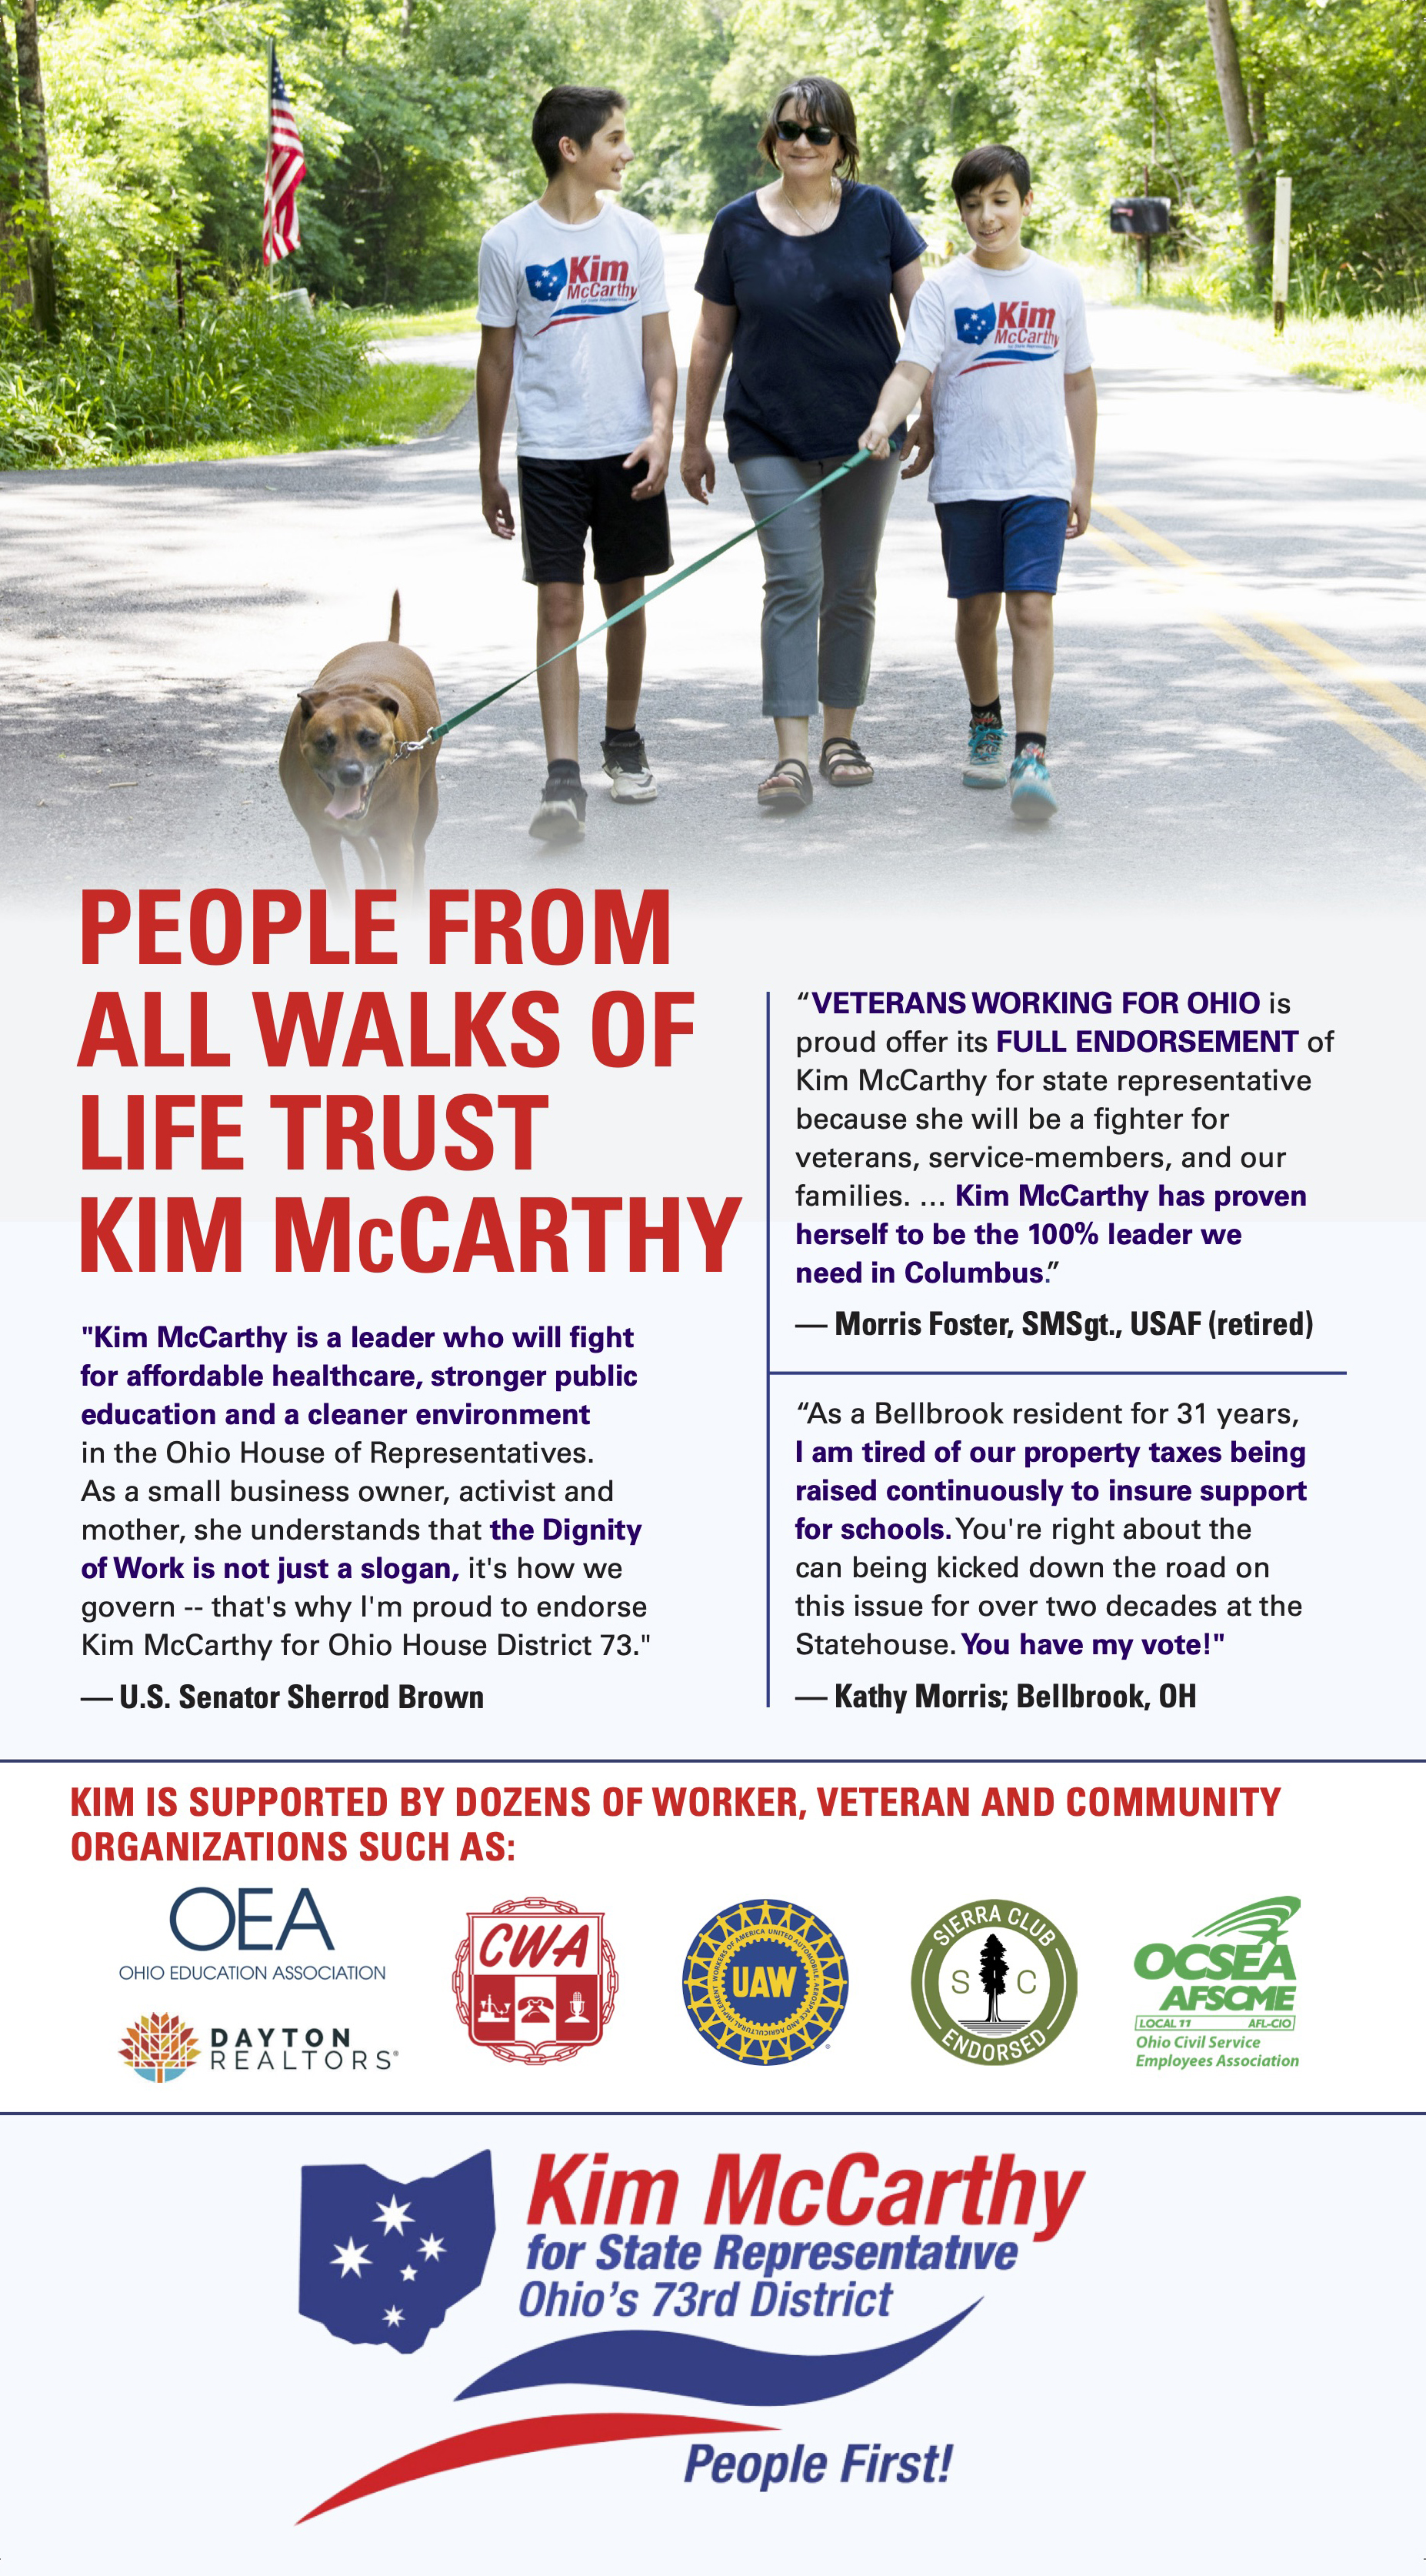 Kim
McCarthy
Kim
McCarthy
PEOPLE FROM
ALL WALKS OF
LIFE TRUST
KIM McCARTHY
"Kim McCarthy is a leader who will fight
for affordable healthcare, stronger public
education and a cleaner environment
in the Ohio House of Representatives.
As a small business owner, activist and
mother, she understands that the Dignity
of Work is not just a slogan, it's how we
govern -- that's why I'm proud to endorse
Kim McCarthy for Ohio House District 73."
— U.S. Senator Sherrod Brown
“VETERANS WORKING FOR OHIO is
proud offer its FULL ENDORSEMENT of
Kim McCarthy for state representative
because she will be a fighter for
veterans, service-members, and our
families. … Kim McCarthy has proven
herself to be the 100% leader we
need in Columbus.”
— Morris Foster, SMSgt., USAF (retired)
“As a Bellbrook resident for 31 years,
I am tired of our property taxes being
raised continuously to insure support
for schools. You're right about the
can being kicked down the road on
this issue for over two decades at the
Statehouse. You have my vote!"
— Kathy Morris; Bellbrook, OH
KIM IS SUPPORTED BY DOZENS OF WORKER, VETERAN AND COMMUNITY
ORGANIZATIONS SUCH AS:
OEA
OHIO EDUCATION ASSOCIATION
DAYTON
REALTORS®
CWA
UAW
INTERNATIONAL UNION UNITED AUTOMOBILE, AEROSPACE AND AGRICULTURAL IMPLEMENT WORKERS OF AMERICA
®
SIERRA CLUB
S C
ENDORSED
OCSEA
AFSCME
LOCAL 11 AFL-CIO
Ohio Civil Service
Employees Association
Kim McCarthy
for State Representative
Ohio's 73rd District
People First!